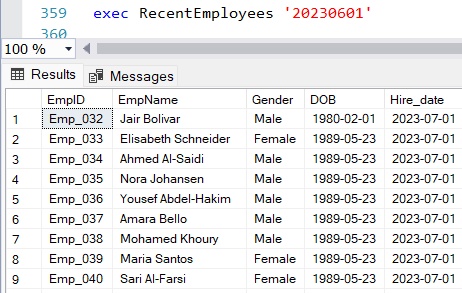 359 exec RecentEmployees '20230601'
360
100 %
Results Messages
EmpID EmpName Gender DOB Hire_date
1 Emp_032 Jair Bolivar Male 1980-02-01 2023-07-01
2 Emp_033 Elisabeth Schneider Female 1989-05-23 2023-07-01
3 Emp_034 Ahmed Al-Saidi Male 1989-05-23 2023-07-01
4 Emp_035 Nora Johansen Male 1989-05-23 2023-07-01
5 Emp_036 Yousef Abdel-Hakim Male 1989-05-23 2023-07-01
6 Emp_037 Amara Bello Male 1989-05-23 2023-07-01
7 Emp_038 Mohamed Khoury Male 1989-05-23 2023-07-01
8 Emp_039 Maria Santos Female 1989-05-23 2023-07-01
9 Emp_040 Sari Al-Farsi Female 1989-05-23 2023-07-01